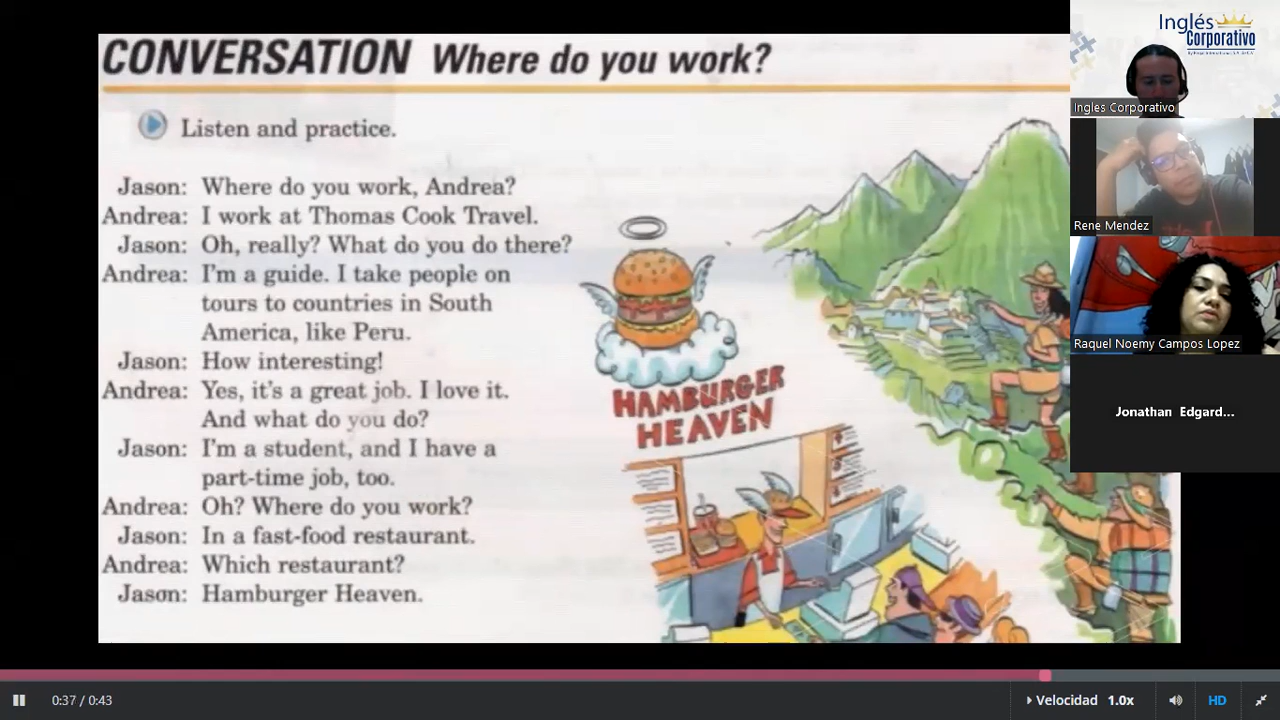 CONVERSATION Where do you work?
Listen and practice.
Jason: Where do you work, Andrea?
Andrea: I work at Thomas Cook Travel.
Jason: Oh, really? What do you do there?
Andrea: I'm a guide. I take people on
tours to countries in South
America, like Peru.
Jason: How interesting!
Andrea: Yes, it's a great job. I love it.
And what do you do?
Jason: I'm a student, and I have a
part-time job, too.
Andrea: Oh? Where do you work?
Jason: In a fast-food restaurant.
Andrea: Which restaurant?
Jason: Hamburger Heaven.
HAMBURGER
HEAVEN
Inglés
Corporativo
Ingles Corporativo
Rene Mendez
Raquel Noemy Campos Lopez
Jonathan Edgard...
0:37 / 0:43
Velocidad 1.0x
HD